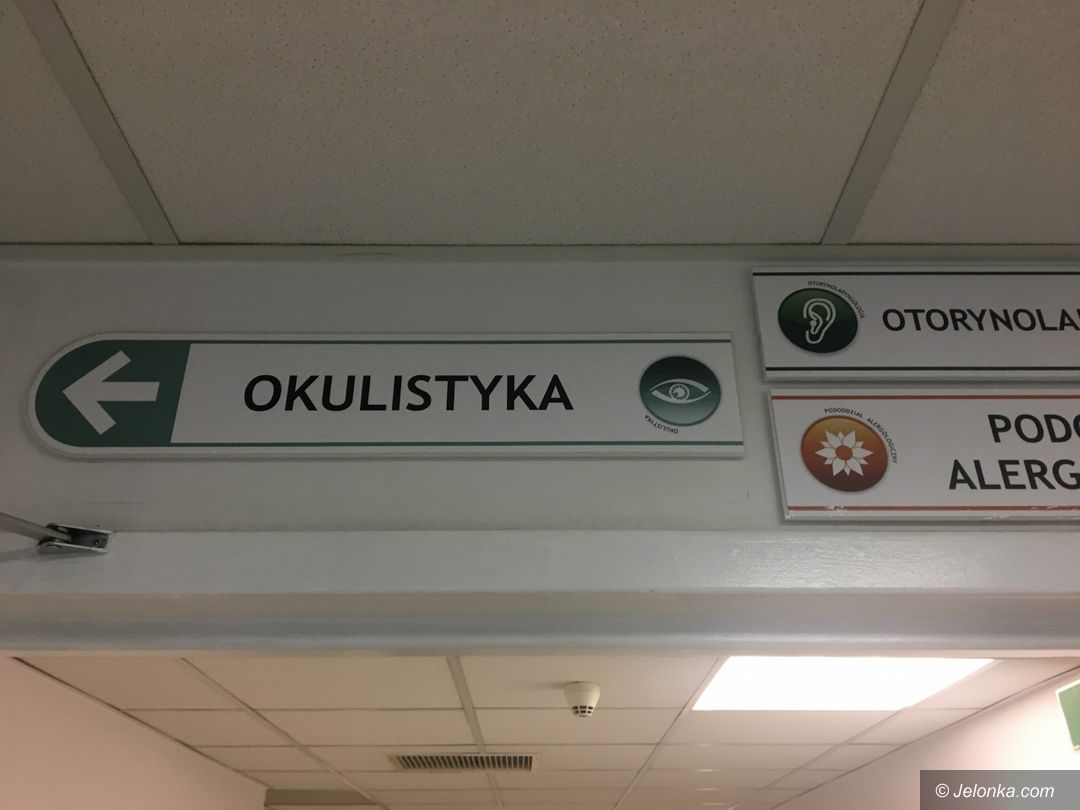 OKULISTYKA
OKULISTYKA
OTORYNOLARYNGOLOGIA
OTORYNOLA
PODODDZIAŁ ALERGOLOGICZNY
PODO
ALERG
© Jelonka.com